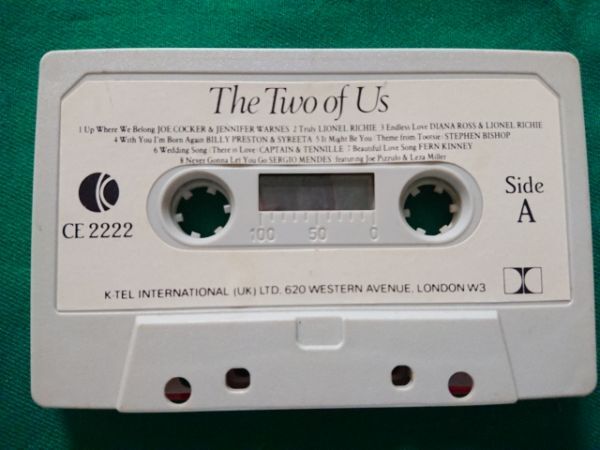 The Two of Us
1 Up Where We Belong JOE COCKER & JENNIFER WARNES 2 Truly LIONEL RICHIE 3 Endless Love DIANA ROSS & LIONEL RICHIE
4 With You I'm Born Again BILLY PRESTON & SYREETA 5 It Might Be You / Theme from Tootsie / STEPHEN BISHOP
6 Wedding Song / There is Love / CAPTAIN & TENNILLE 7 Beautiful Love Song FERN KINNEY
8 Never Gonna Let You Go SERGIO MENDES featuring Joe Pizzulo & Leza Miller
K
CE 2222
Side
A
100 50 0
K-TEL INTERNATIONAL (UK) LTD. 620 WESTERN AVENUE, LONDON W3